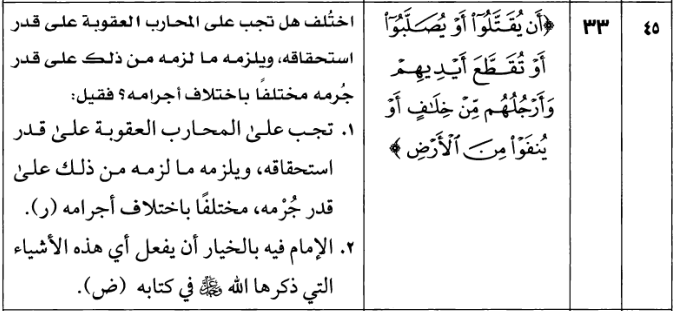 ٤٥
٣٣
﴿أَن يُقَتَّلُوٓاْ أَوْ يُصَلَّبُوٓاْ
أَوْ تُقَطَّعَ أَيْدِيهِمْ
وَأَرْجُلُهُم مِّنْ خِلَٰفٍ أَوْ
يُنفَوْاْ مِنَ ٱلْأَرْضِ﴾
اختُلف هل تجب على المحارب العقوبة على قدر
استحقاقه، ويلزمه ما لزمه من ذلك على قدر
جُرمه مختلفًا باختلاف أجرامه؟ فقيل:
١. تجب علىٰ المحارب العقوبة علىٰ قدر
استحقاقه، ويلزمه ما لزمه من ذلك علىٰ
قدر جُرْمه، مختلفًا باختلاف أجرامه (ر).
٢. الإمام فيه بالخيار أن يفعل أي هذه الأشياء
التي ذكرها الله ﷻ في كتابه (ض).